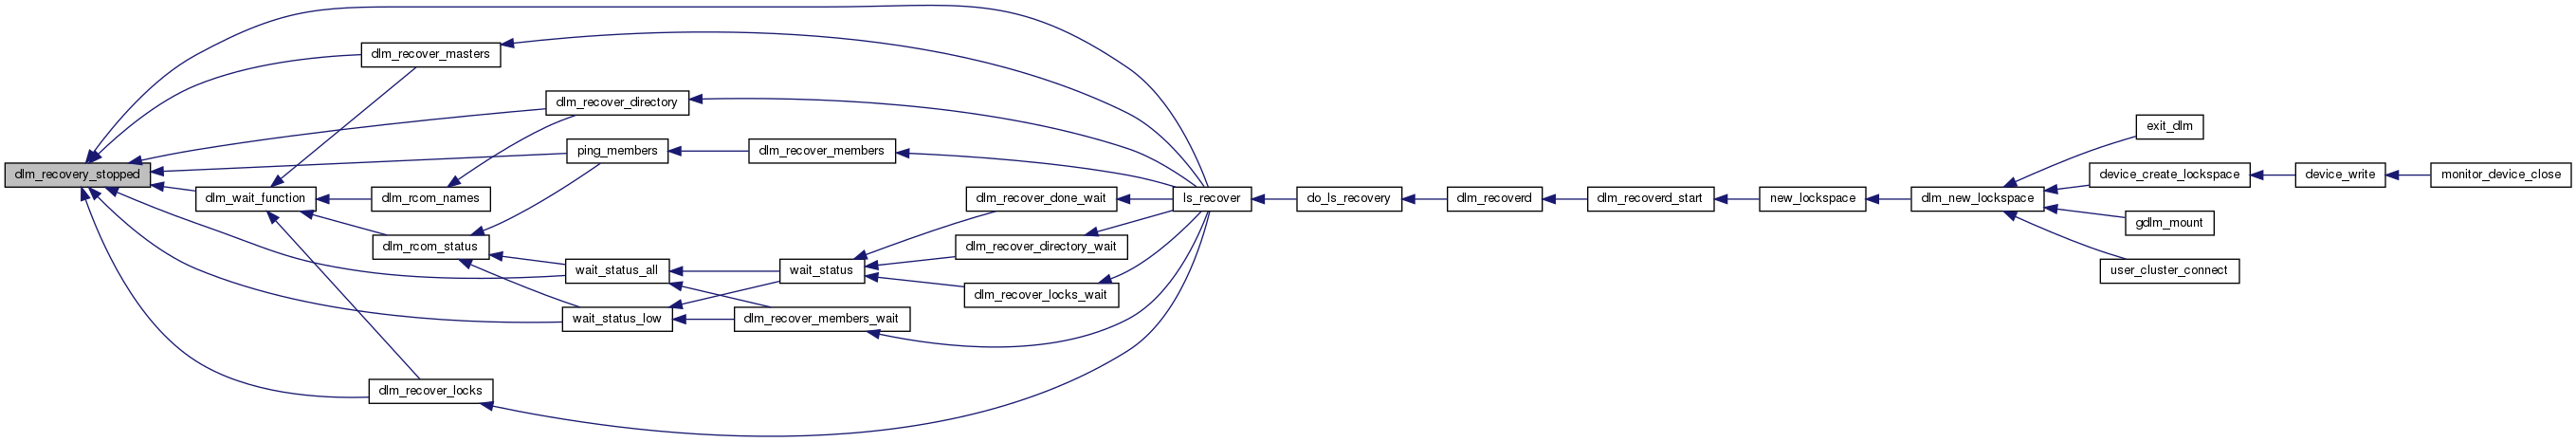 dlm_recovery_stopped
dlm_recover_masters
dlm_recover_directory
ping_members
dlm_recover_members
dlm_wait_function
dlm_rcom_names
dlm_rcom_status
wait_status_all
wait_status_low
wait_status
dlm_recover_members_wait
dlm_recover_locks
dlm_recover_done_wait
dlm_recover_directory_wait
dlm_recover_locks_wait
ls_recover
do_ls_recovery
dlm_recoverd
dlm_recoverd_start
new_lockspace
dlm_new_lockspace
exit_dlm
device_create_lockspace
device_write
monitor_device_close
gdlm_mount
user_cluster_connect